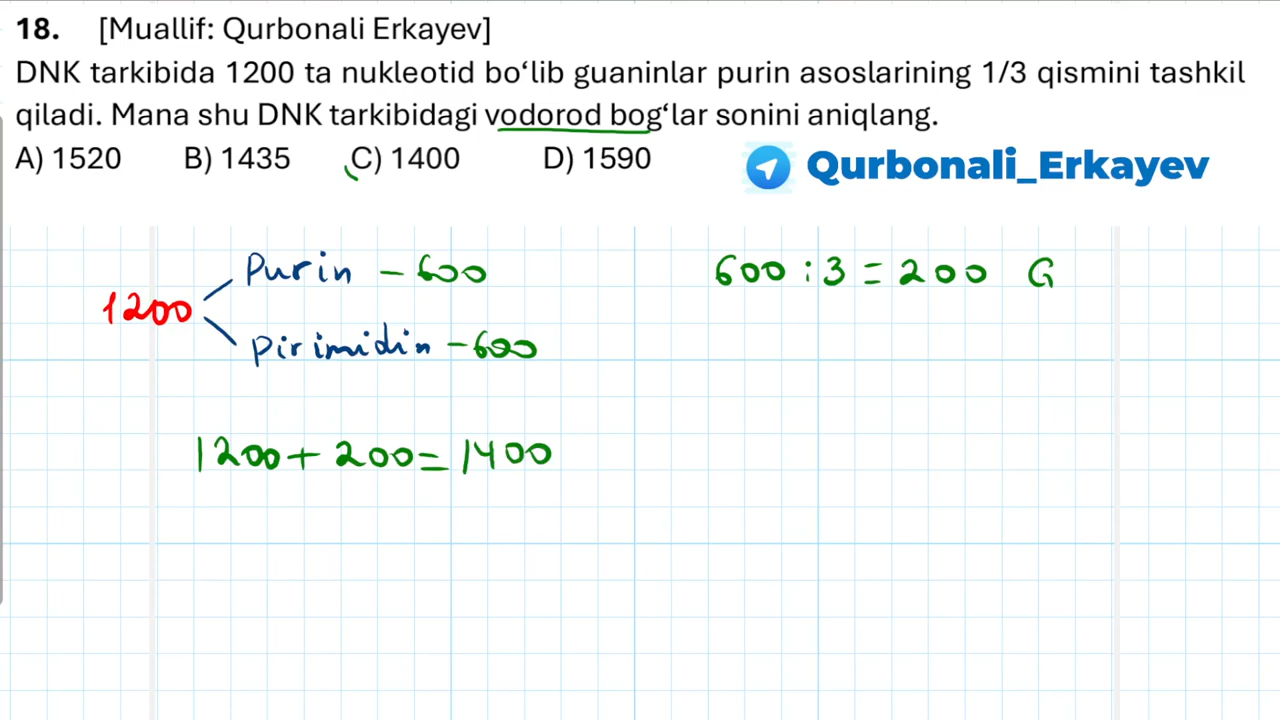 18. [Muallif: Qurbonali Erkayev]
DNK tarkibida 1200 ta nukleotid bo‘lib guaninlar purin asoslarining 1/3 qismini tashkil
qiladi. Mana shu DNK tarkibidagi vodorod bog‘lar sonini aniqlang.
A) 1520 B) 1435 C) 1400 D) 1590
Qurbonali_Erkayev
Purin - 600
600 : 3 = 200 G
1200
pirimidin - 600
1200 + 200 = 1400